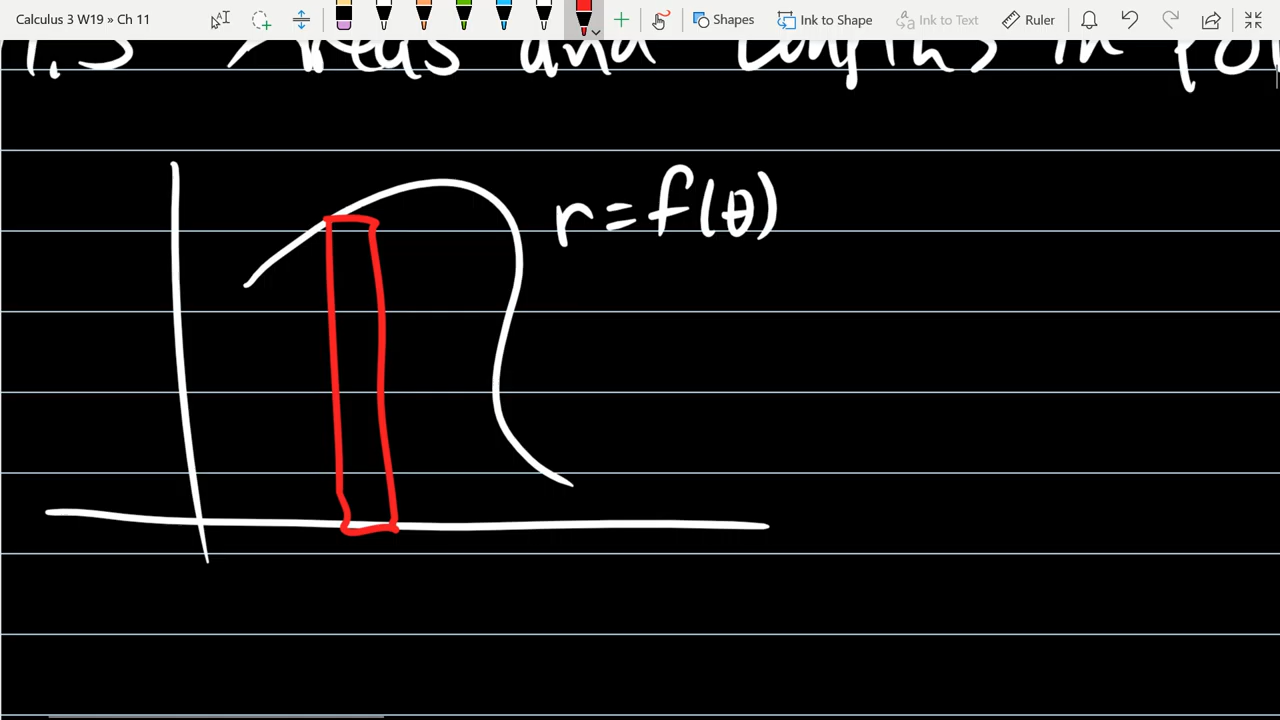 Calculus 3 W19 » Ch 11
Shapes
Ink to Shape
Ink to Text
Ruler
Areas and Lengths in
r=f(θ)